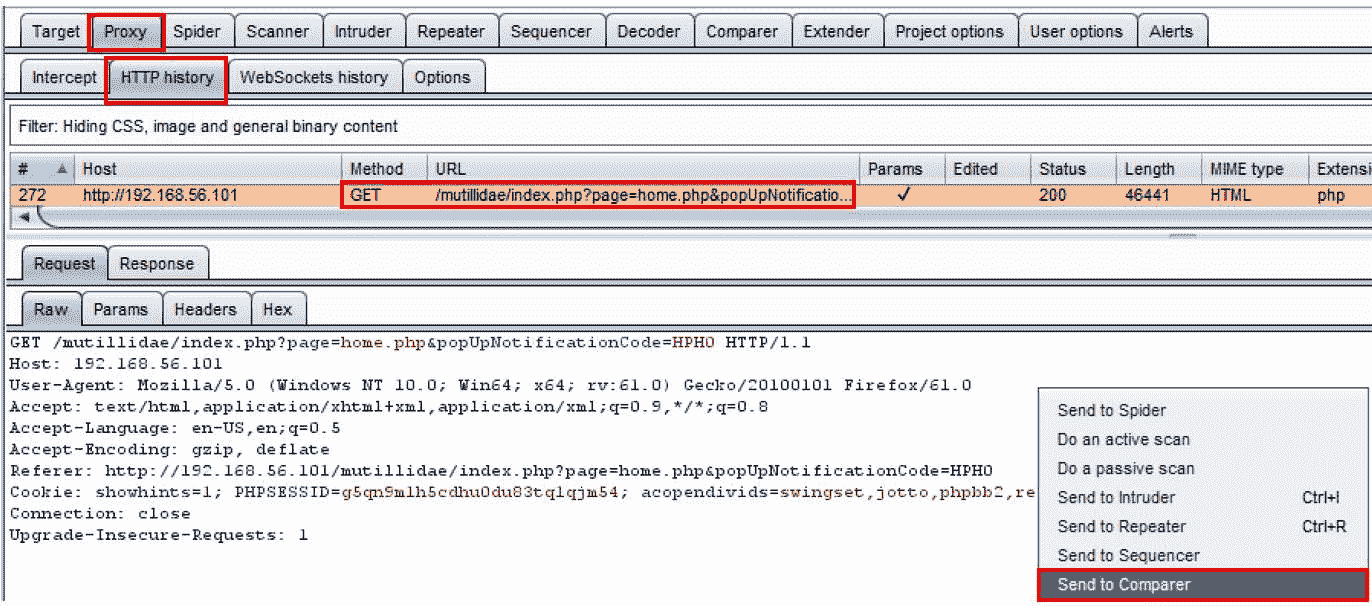 Target Proxy Spider Scanner Intruder Repeater Sequencer Decoder Comparer Extender Project options User options Alerts
Intercept HTTP history WebSockets history Options
Filter: Hiding CSS, image and general binary content
# Host Method URL Params Edited Status Length MIME type Extensi
272 http://192.168.56.101 GET /mutillidae/index.php?page=home.php&popUpNotificatio... ✓ 200 46441 HTML php
Request Response
Raw Params Headers Hex
GET /mutillidae/index.php?page=home.php&popUpNotificationCode=HPH0 HTTP/1.1
Host: 192.168.56.101
User-Agent: Mozilla/5.0 (Windows NT 10.0; Win64; x64; rv:61.0) Gecko/20100101 Firefox/61.0
Accept: text/html,application/xhtml+xml,application/xml;q=0.9,*/*;q=0.8
Accept-Language: en-US,en;q=0.5
Accept-Encoding: gzip, deflate
Referer: http://192.168.56.101/mutillidae/index.php?page=home.php&popUpNotificationCode=HPH0
Cookie: showhints=1; PHPSESSID=g5qn9mlh5cdhu0du83tqlqjm54; acopendivids=swingset,jotto,phpbb2,re
Connection: close
Upgrade-Insecure-Requests: 1
Send to Spider
Do an active scan
Do a passive scan
Send to Intruder Ctrl+I
Send to Repeater Ctrl+R
Send to Sequencer
Send to Comparer